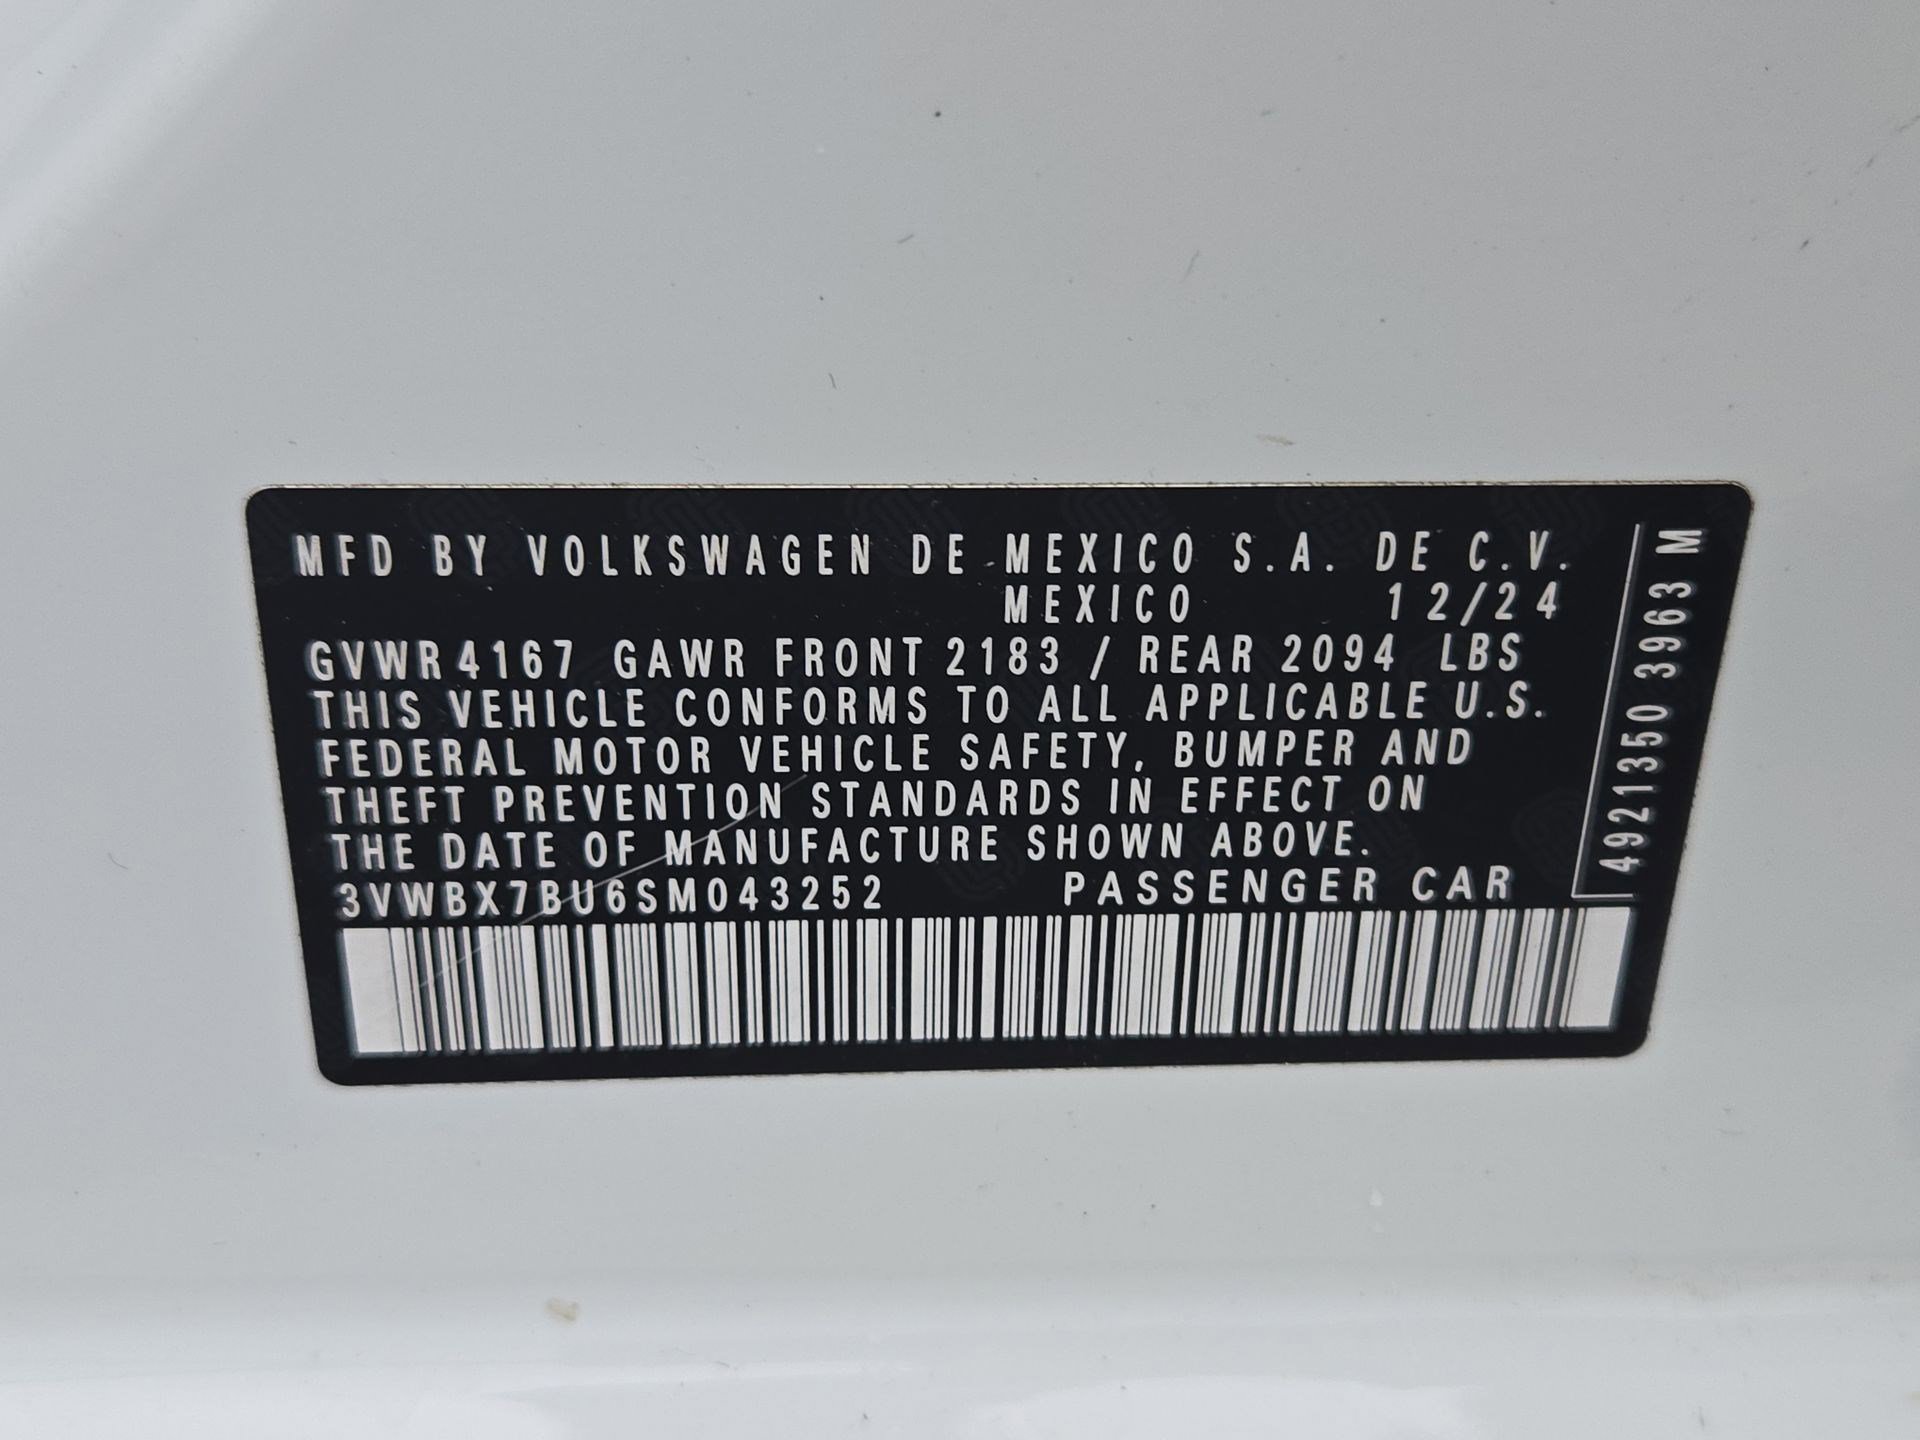 MFD BY VOLKSWAGEN DE MEXICO S.A. DE C.V.
MEXICO 12/24
GVWR 4167 GAWR FRONT 2183 / REAR 2094 LBS
THIS VEHICLE CONFORMS TO ALL APPLICABLE U.S.
FEDERAL MOTOR VEHICLE SAFETY, BUMPER AND
THEFT PREVENTION STANDARDS IN EFFECT ON
THE DATE OF MANUFACTURE SHOWN ABOVE.
3VWBX7BU6SM043252 PASSENGER CAR
4921350 3963 M